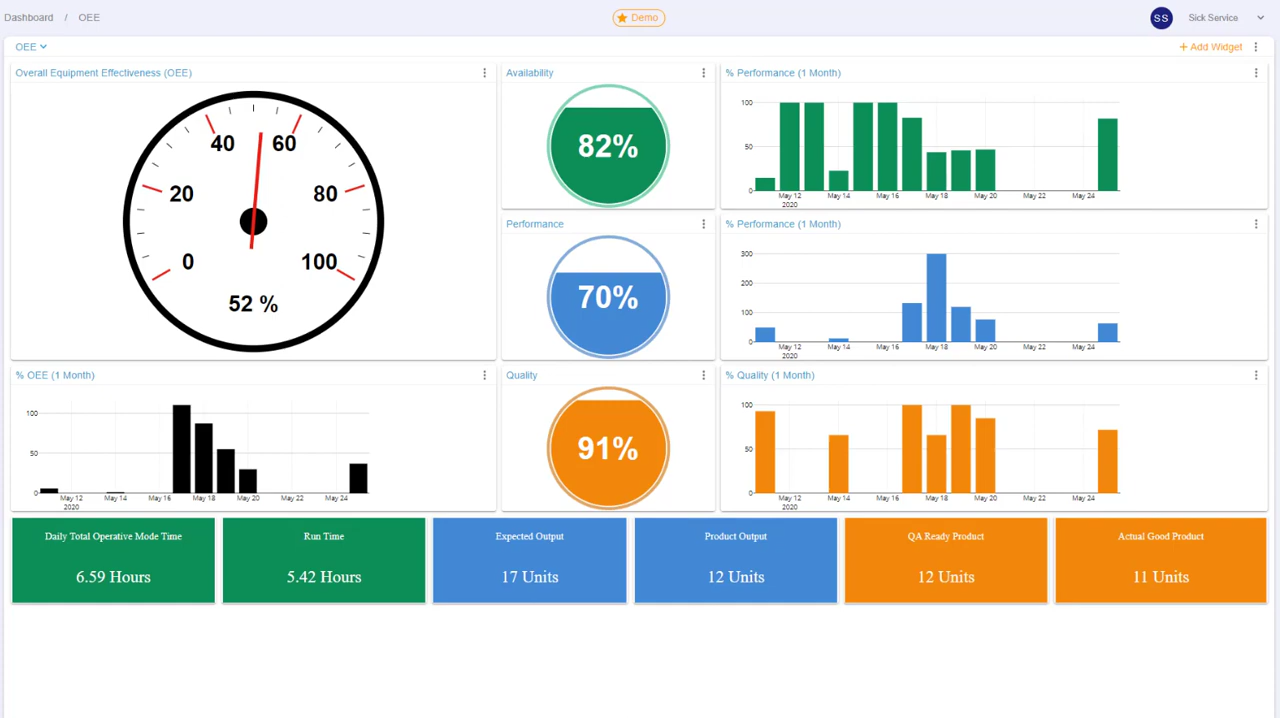 Dashboard / OEE
Demo
SS Sick Service
OEE
+ Add Widget
Overall Equipment Effectiveness (OEE)
40 60
20 80
0 100
52 %
Availability
82%
% Performance (1 Month)
100
50
0
May 12 May 14 May 16 May 18 May 20 May 22 May 24
2020
Performance
70%
% Performance (1 Month)
300
200
100
0
May 12 May 14 May 16 May 18 May 20 May 22 May 24
2020
% OEE (1 Month)
100
50
0
May 12 May 14 May 16 May 18 May 20 May 22 May 24
2020
Quality
91%
% Quality (1 Month)
100
50
0
May 12 May 14 May 16 May 18 May 20 May 22 May 24
2020
Daily Total Operative Mode Time
6.59 Hours
Run Time
5.42 Hours
Expected Output
17 Units
Product Output
12 Units
QA Ready Product
12 Units
Actual Good Product
11 Units